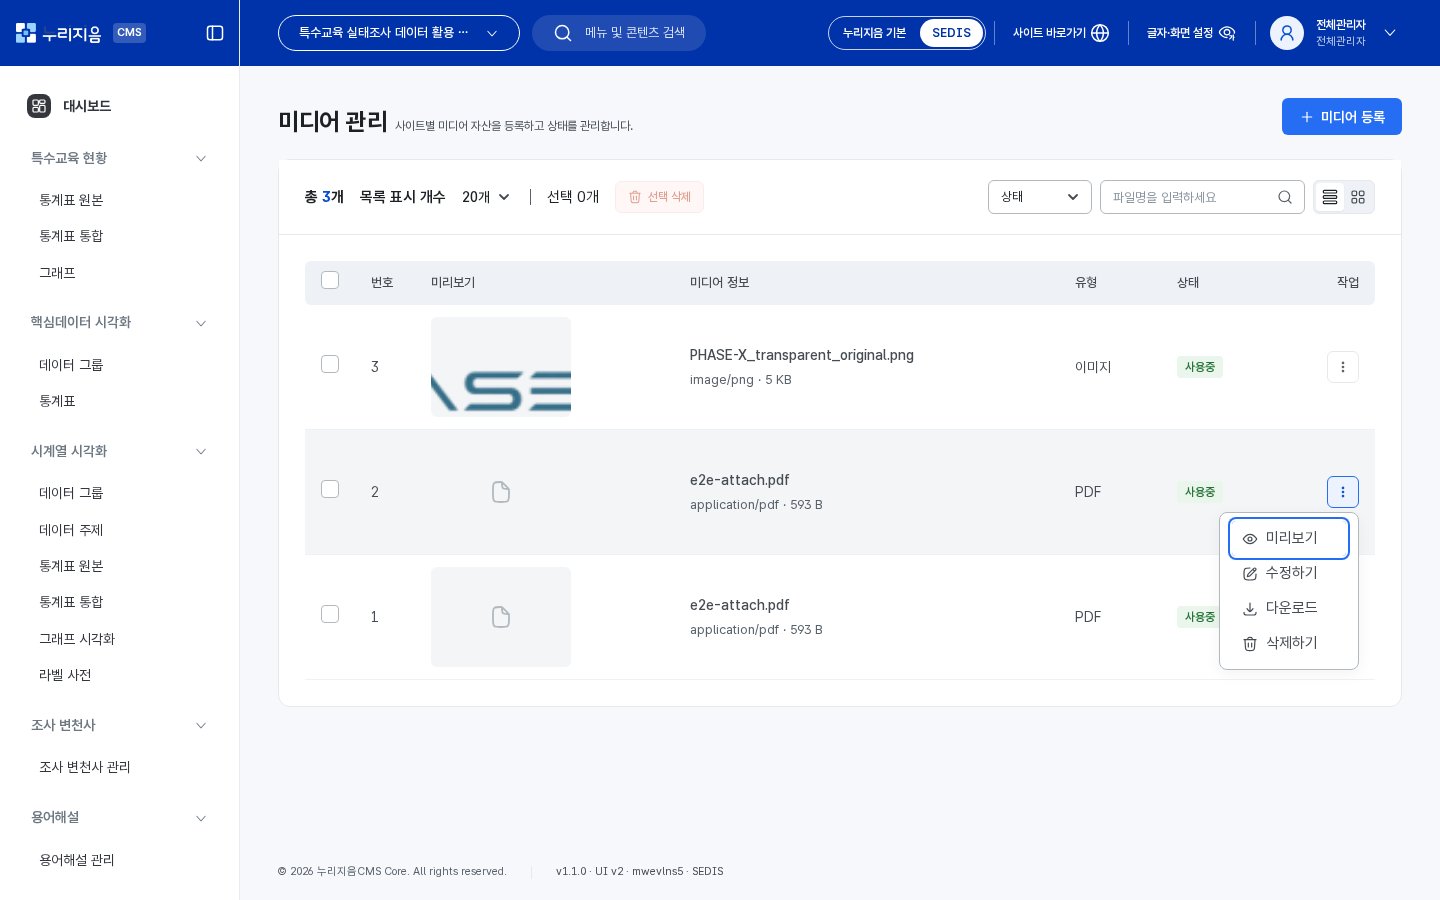 누리지음 CMS
특수교육 실태조사 데이터 활용 ···
메뉴 및 콘텐츠 검색
누리지음 기본
SEDIS
사이트 바로가기
글자·화면 설정
전체관리자
전체관리자
대시보드
특수교육 현황
통계표 원본
통계표 통합
그래프
핵심데이터 시각화
데이터 그룹
통계표
시계열 시각화
데이터 그룹
데이터 주제
통계표 원본
통계표 통합
그래프 시각화
라벨 사전
조사 변천사
조사 변천사 관리
용어해설
용어해설 관리
미디어 관리 사이트별 미디어 자산을 등록하고 상태를 관리합니다.
+ 미디어 등록
총 3개 목록 표시 개수 20개 선택 0개 선택 삭제
상태
파일명을 입력하세요
번호 미리보기 미디어 정보 유형 상태 작업
3
ASE
PHASE-X_transparent_original.png
image/png · 5 KB
이미지 사용중
2
e2e-attach.pdf
application/pdf · 593 B
PDF 사용중
1
e2e-attach.pdf
application/pdf · 593 B
PDF 사용중
미리보기
수정하기
다운로드
삭제하기
© 2026 누리지음CMS Core. All rights reserved.
v1.1.0 · UI v2 · mwevlns5 · SEDIS